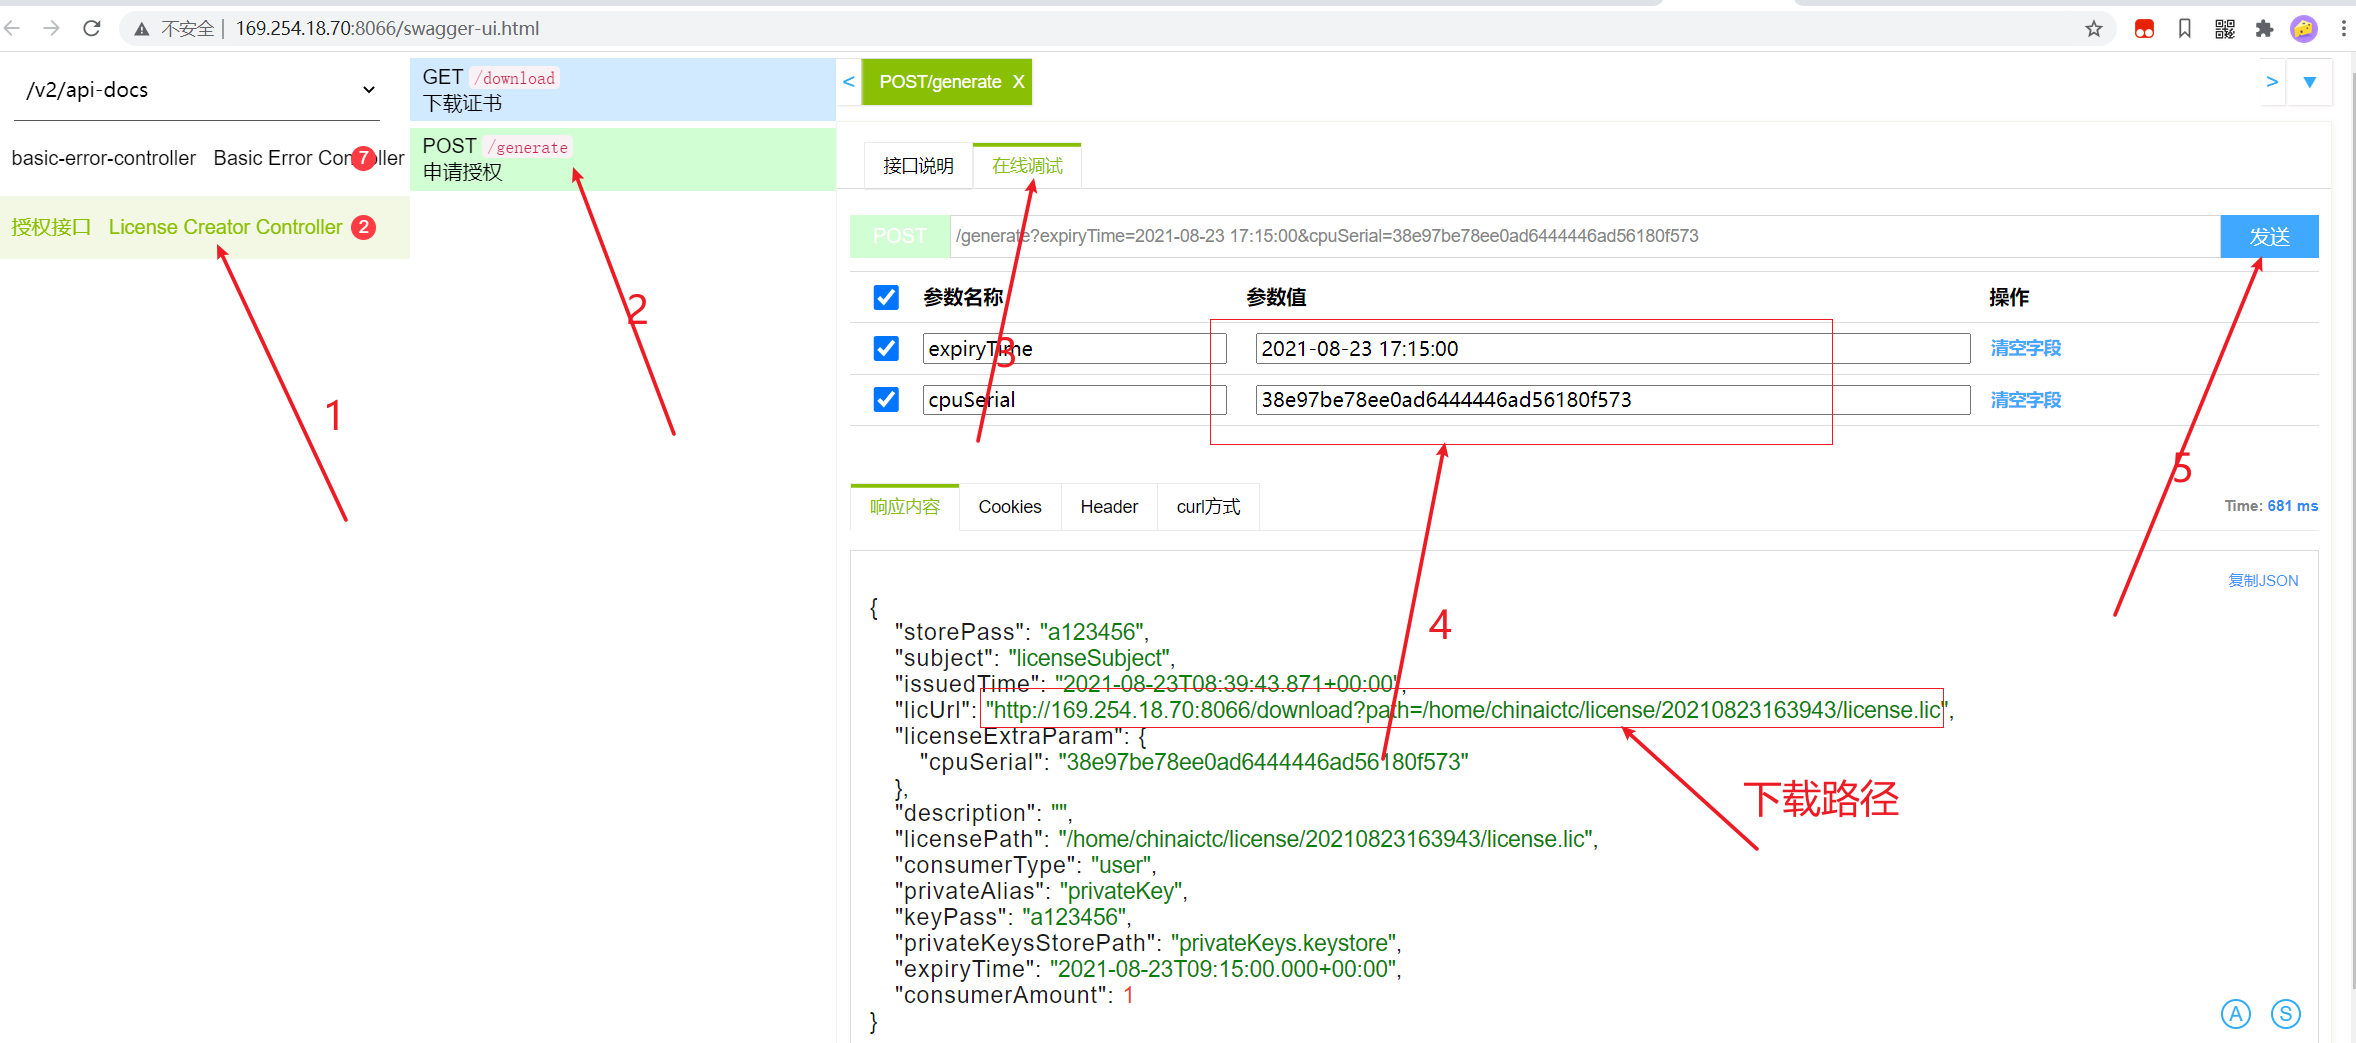 不安全 | 169.254.18.70:8066/swagger-ui.html
/v2/api-docs
basic-error-controller Basic Error Controller 7
授权接口 License Creator Controller 2
GET /download
下载证书
POST /generate
申请授权
< POST/generate X > ▼
接口说明 在线调试
POST /generate?expiryTime=2021-08-23 17:15:00&cpuSerial=38e97be78ee0ad6444446ad56180f573 发送
参数名称 参数值 操作
expiryTime 2021-08-23 17:15:00 清空字段
cpuSerial 38e97be78ee0ad6444446ad56180f573 清空字段
1
2
3
4
5
响应内容 Cookies Header curl方式 Time: 681 ms
复制JSON
{
"storePass": "a123456",
"subject": "licenseSubject",
"issuedTime": "2021-08-23T08:39:43.871+00:00",
"licUrl": "http://169.254.18.70:8066/download?path=/home/chinaictc/license/20210823163943/license.lic",
"licenseExtraParam": {
"cpuSerial": "38e97be78ee0ad6444446ad56180f573"
},
"description": "",
"licensePath": "/home/chinaictc/license/20210823163943/license.lic",
"consumerType": "user",
"privateAlias": "privateKey",
"keyPass": "a123456",
"privateKeysStorePath": "privateKeys.keystore",
"expiryTime": "2021-08-23T09:15:00.000+00:00",
"consumerAmount": 1
}
下载路径
A S